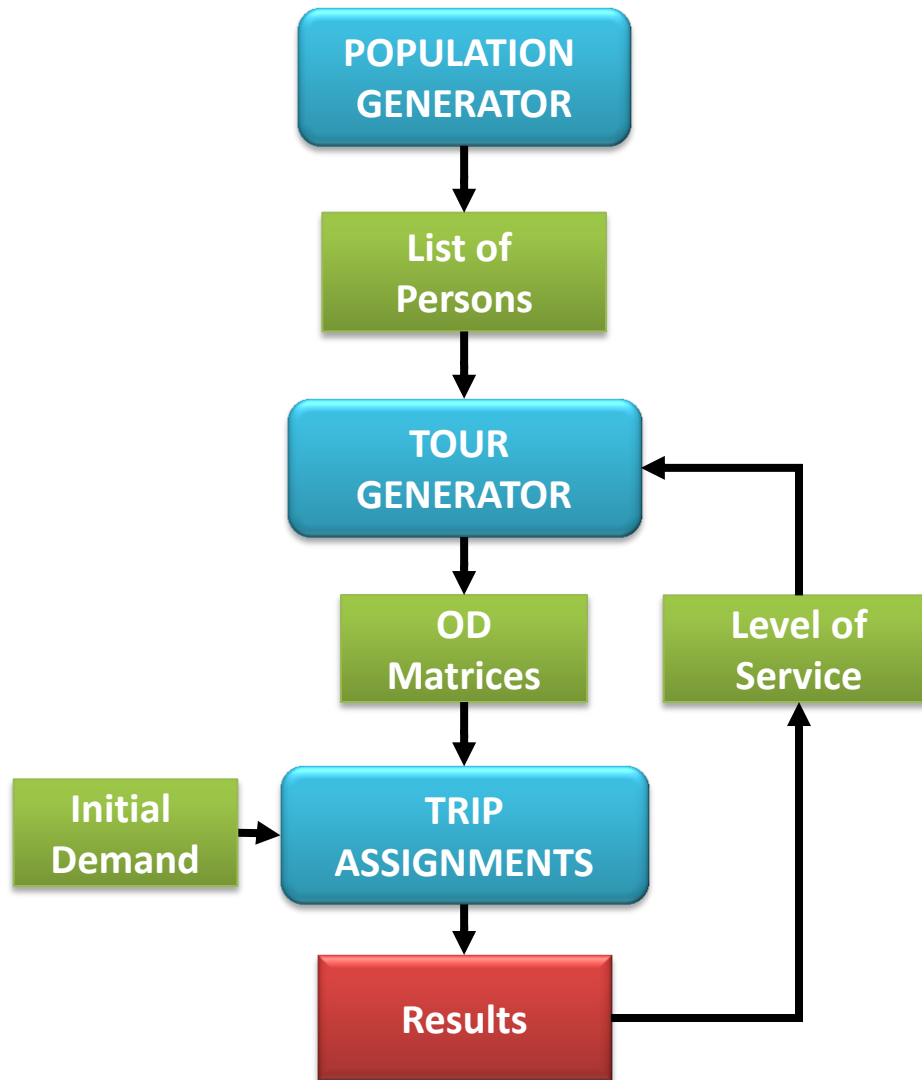 POPULATION
GENERATOR
List of
Persons
TOUR
GENERATOR
OD
Matrices
Level of
Service
Initial
Demand
TRIP
ASSIGNMENTS
Results